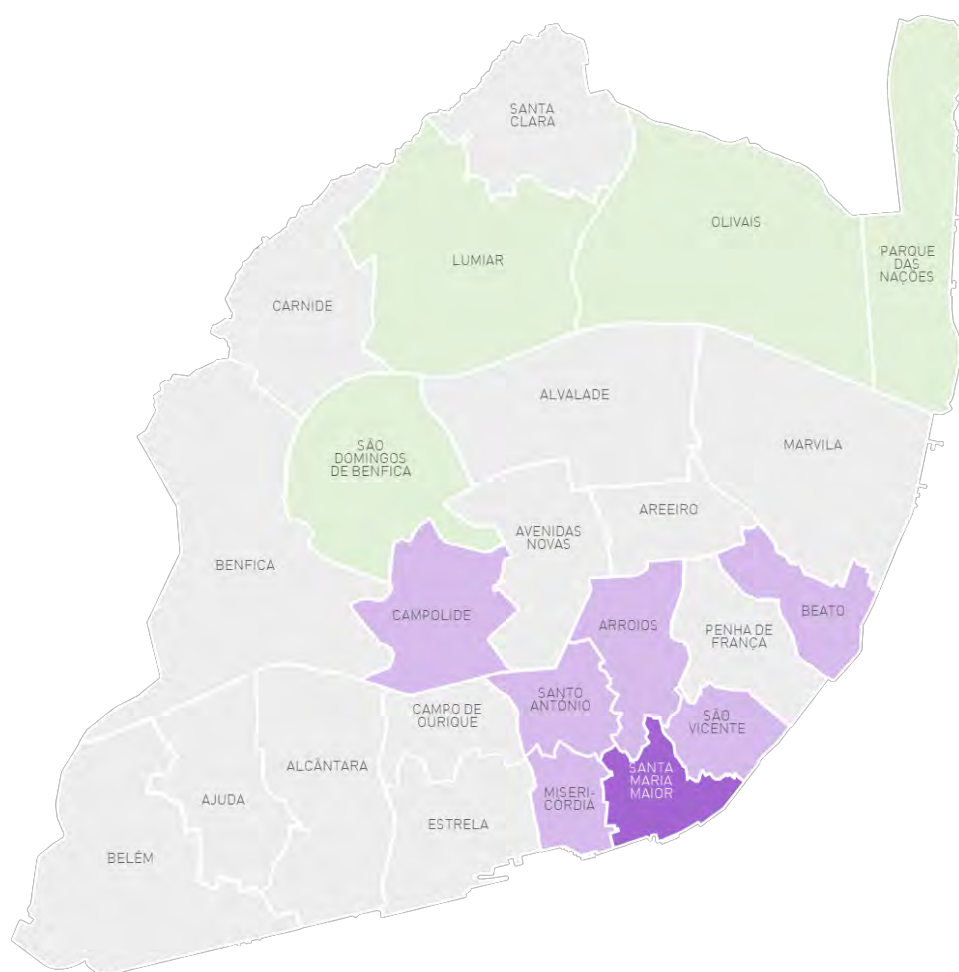 SANTA
CLARA
OLIVAIS
LUMIAR
PARQUE
DAS
NAÇÕES
CARNIDE
ALVALADE
SÃO
DOMINGOS
DE BENFICA
MARVILA
AREEIRO
AVENIDAS
NOVAS
BENFICA
CAMPOLIDE
ARROIOS
BEATO
PENHA DE
FRANÇA
SANTO
ANTÓNIO
CAMPO DE
OURIQUE
SÃO
VICENTE
ALCÂNTARA
SANTA
MARIA
MAIOR
MISERI-
CÓRDIA
AJUDA
ESTRELA
BELÉM